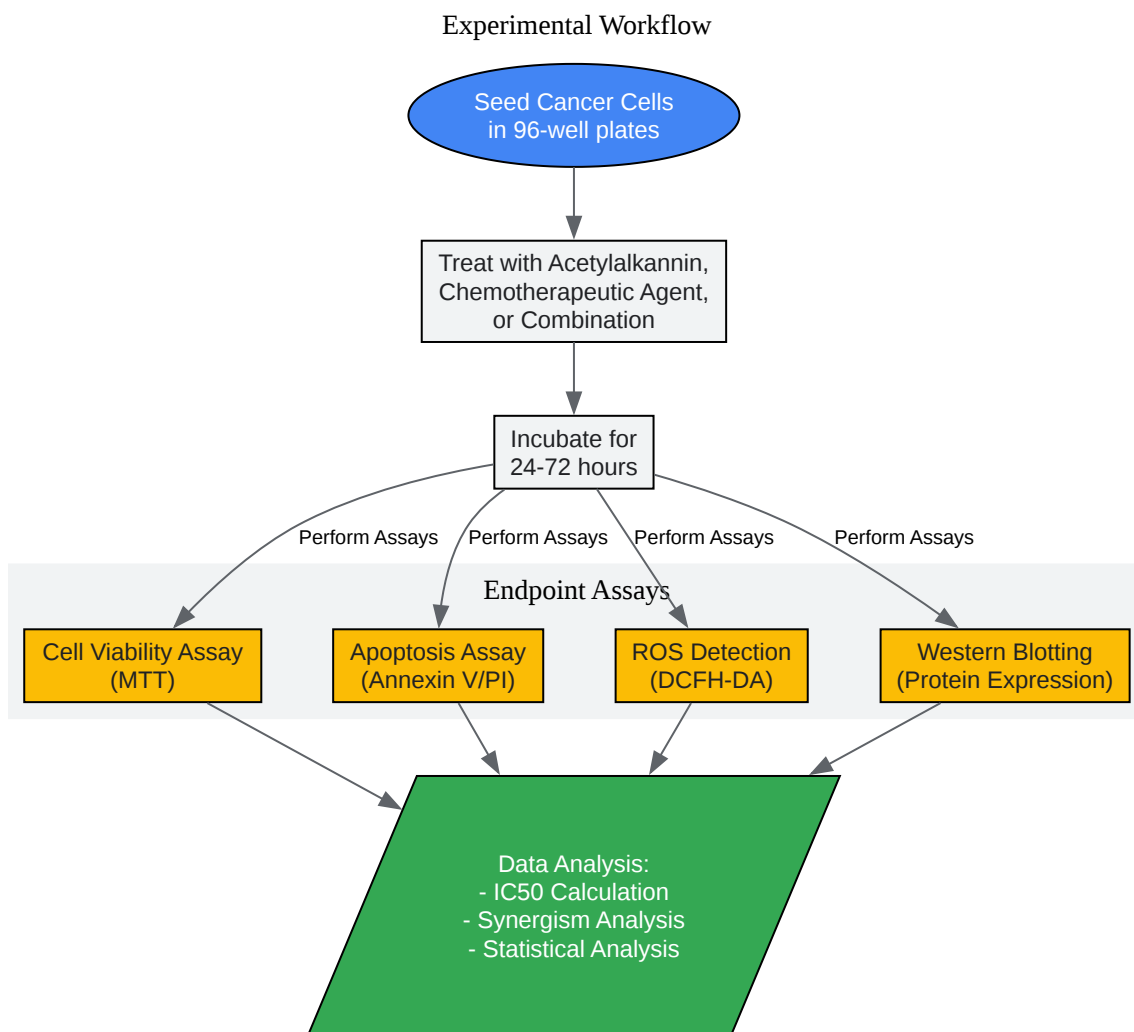 Experimental Workflow
Seed Cancer Cells
in 96-well plates
Treat with Acetylalkannin,
Chemotherapeutic Agent,
or Combination
Incubate for
24-72 hours
Perform Assays
Perform Assays
Perform Assays
Perform Assays
Endpoint Assays
Cell Viability Assay
(MTT)
Apoptosis Assay
(Annexin V/PI)
ROS Detection
(DCFH-DA)
Western Blotting
(Protein Expression)
Data Analysis:
- IC50 Calculation
- Synergism Analysis
- Statistical Analysis